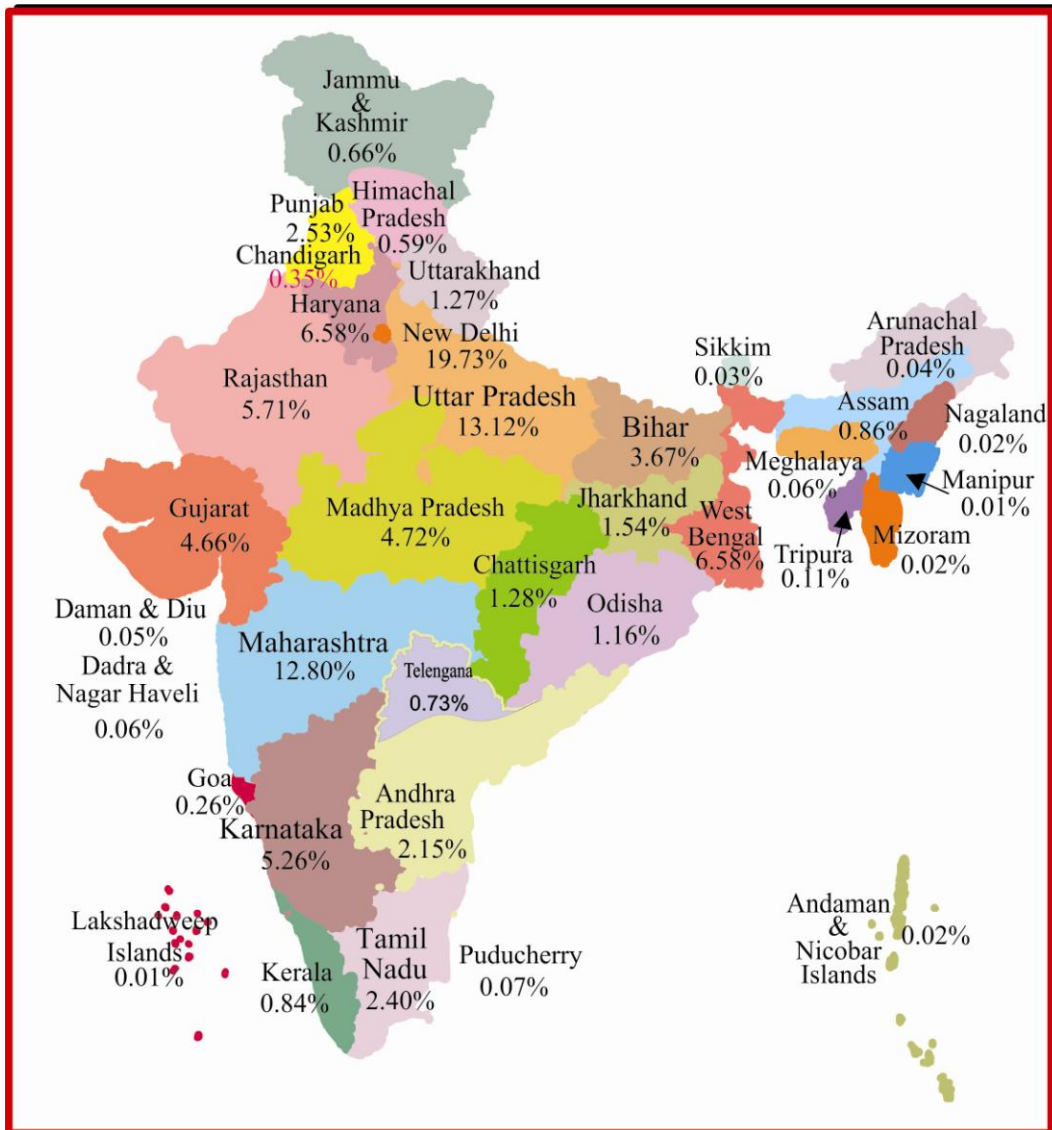 Jammu
&
Kashmir
0.66%
Himachal
Pradesh
0.59%
Punjab
2.53%
Chandigarh
0.35%
Uttarakhand
1.27%
Haryana
6.58%
New Delhi
19.73%
Rajasthan
5.71%
Uttar Pradesh
13.12%
Bihar
3.67%
Sikkim
0.03%
Arunachal
Pradesh
0.04%
Assam
0.86%
Nagaland
0.02%
Meghalaya
0.06%
Manipur
0.01%
Tripura
0.11%
Mizoram
0.02%
Gujarat
4.66%
Madhya Pradesh
4.72%
Jharkhand
1.54%
West
Bengal
6.58%
Chattisgarh
1.28%
Odisha
1.16%
Daman & Diu
0.05%
Dadra &
Nagar Haveli
0.06%
Maharashtra
12.80%
Telengana
0.73%
Goa
0.26%
Karnataka
5.26%
Andhra
Pradesh
2.15%
Lakshadweep
Islands
0.01%
Kerala
0.84%
Tamil
Nadu
2.40%
Puducherry
0.07%
Andaman
&
Nicobar
Islands
0.02%